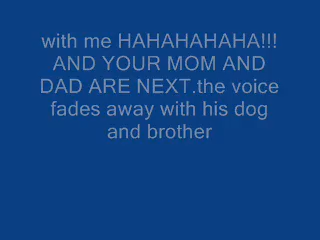 with me HAHAHAHAHA!!!
AND YOUR MOM AND
DAD ARE NEXT.the voice
fades away with his dog
and brother